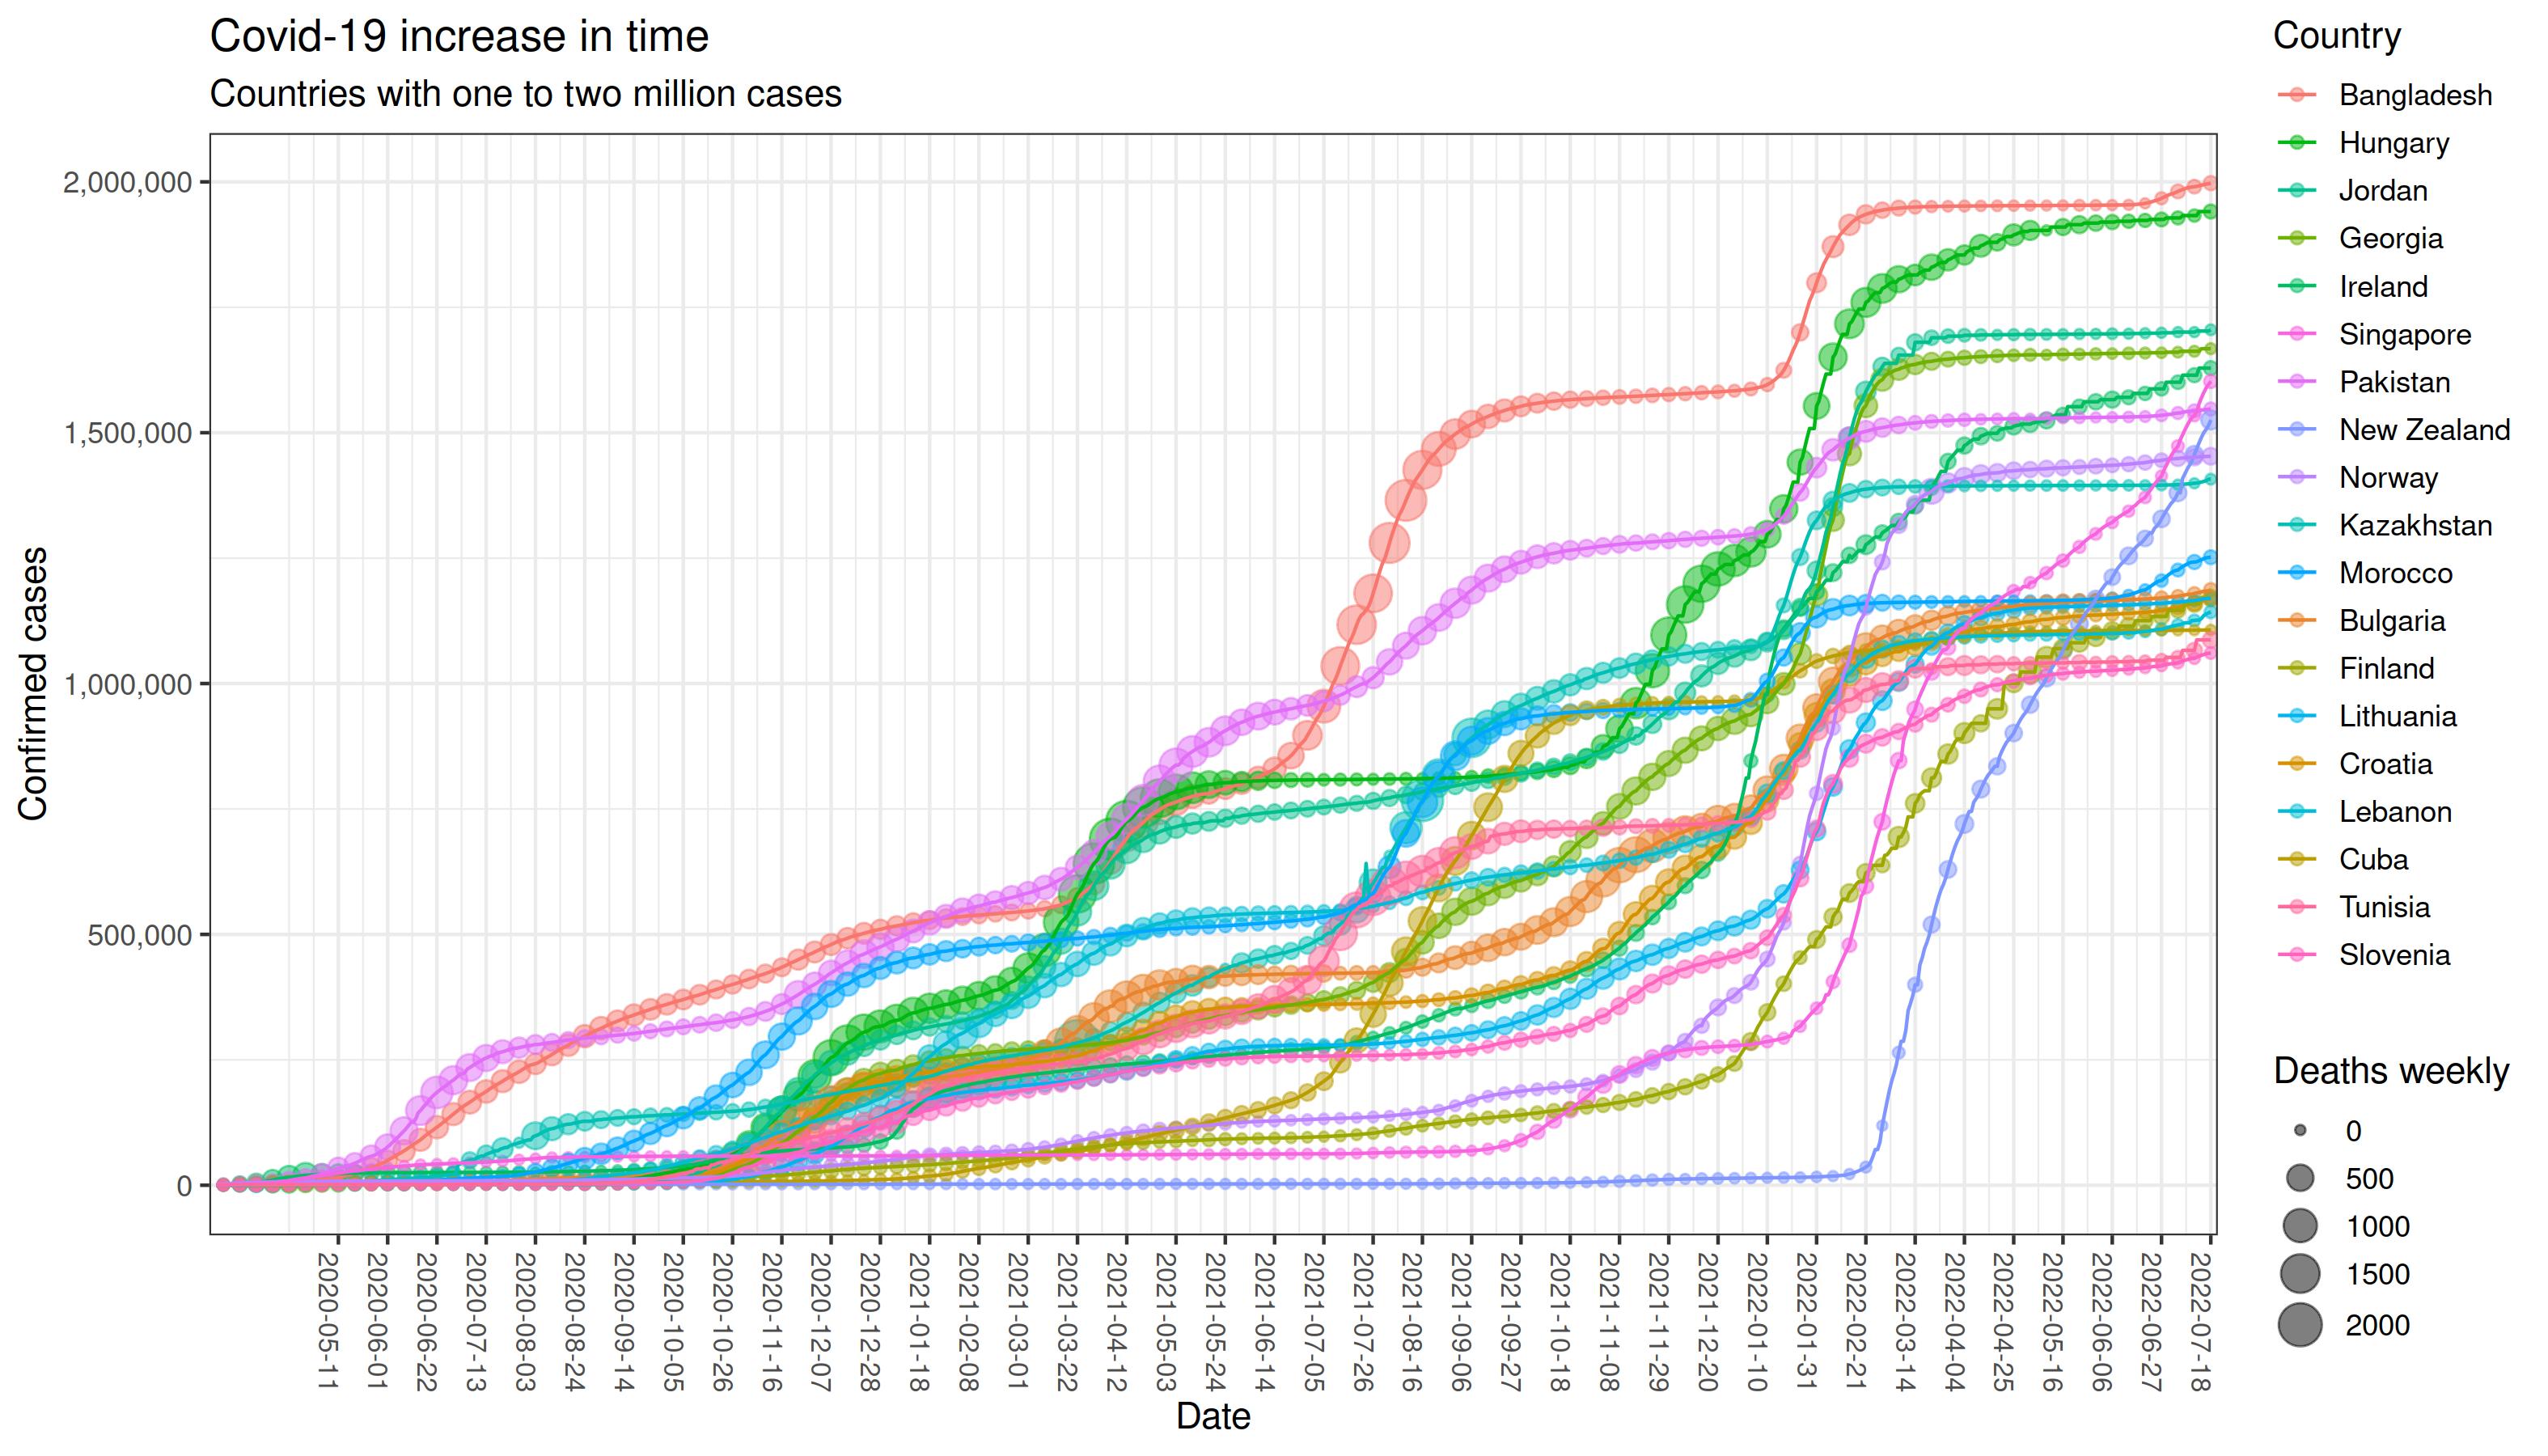 Covid-19 increase in time
Countries with one to two million cases
Confirmed cases
2,000,000
1,500,000
1,000,000
500,000
0
2020-05-11
2020-06-01
2020-06-22
2020-07-13
2020-08-03
2020-08-24
2020-09-14
2020-10-05
2020-10-26
2020-11-16
2020-12-07
2020-12-28
2021-01-18
2021-02-08
2021-03-01
2021-03-22
2021-04-12
2021-05-03
2021-05-24
2021-06-14
2021-07-05
2021-07-26
2021-08-16
2021-09-06
2021-09-27
2021-10-18
2021-11-08
2021-11-29
2021-12-20
2022-01-10
2022-01-31
2022-02-21
2022-03-14
2022-04-04
2022-04-25
2022-05-16
2022-06-06
2022-06-27
2022-07-18
Date
Country
Bangladesh
Hungary
Jordan
Georgia
Ireland
Singapore
Pakistan
New Zealand
Norway
Kazakhstan
Morocco
Bulgaria
Finland
Lithuania
Croatia
Lebanon
Cuba
Tunisia
Slovenia
Deaths weekly
0
500
1000
1500
2000